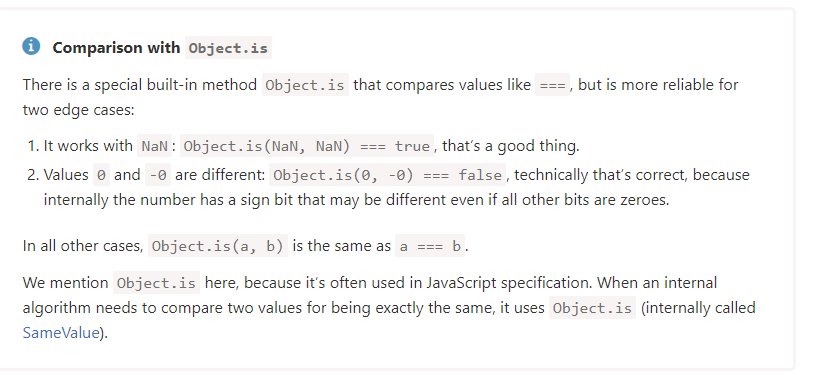 Comparison with Object.is
There is a special built-in method Object.is that compares values like ===, but is more reliable for
two edge cases:
1. It works with NaN: Object.is(NaN, NaN) === true, that's a good thing.
2. Values 0 and -0 are different: Object.is(0, -0) === false, technically that's correct, because
internally the number has a sign bit that may be different even if all other bits are zeroes.
In all other cases, Object.is(a, b) is the same as a === b.
We mention Object.is here, because it's often used in JavaScript specification. When an internal
algorithm needs to compare two values for being exactly the same, it uses Object.is (internally called
SameValue).